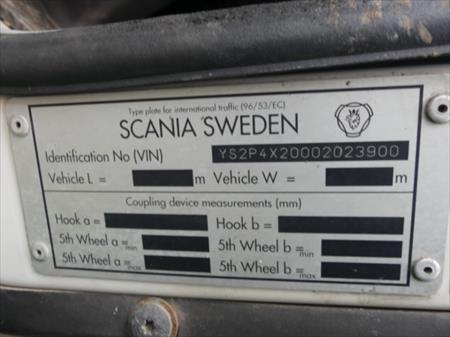 Type plate for international traffic (96/53/EC)
SCANIA SWEDEN
Identification No (VIN) YS2P4X20002023900
Vehicle L = m Vehicle W = m
Coupling device measurements (mm)
Hook a = Hook b =
5th Wheel a = min 5th Wheel b = min
5th Wheel a = max 5th Wheel b = max